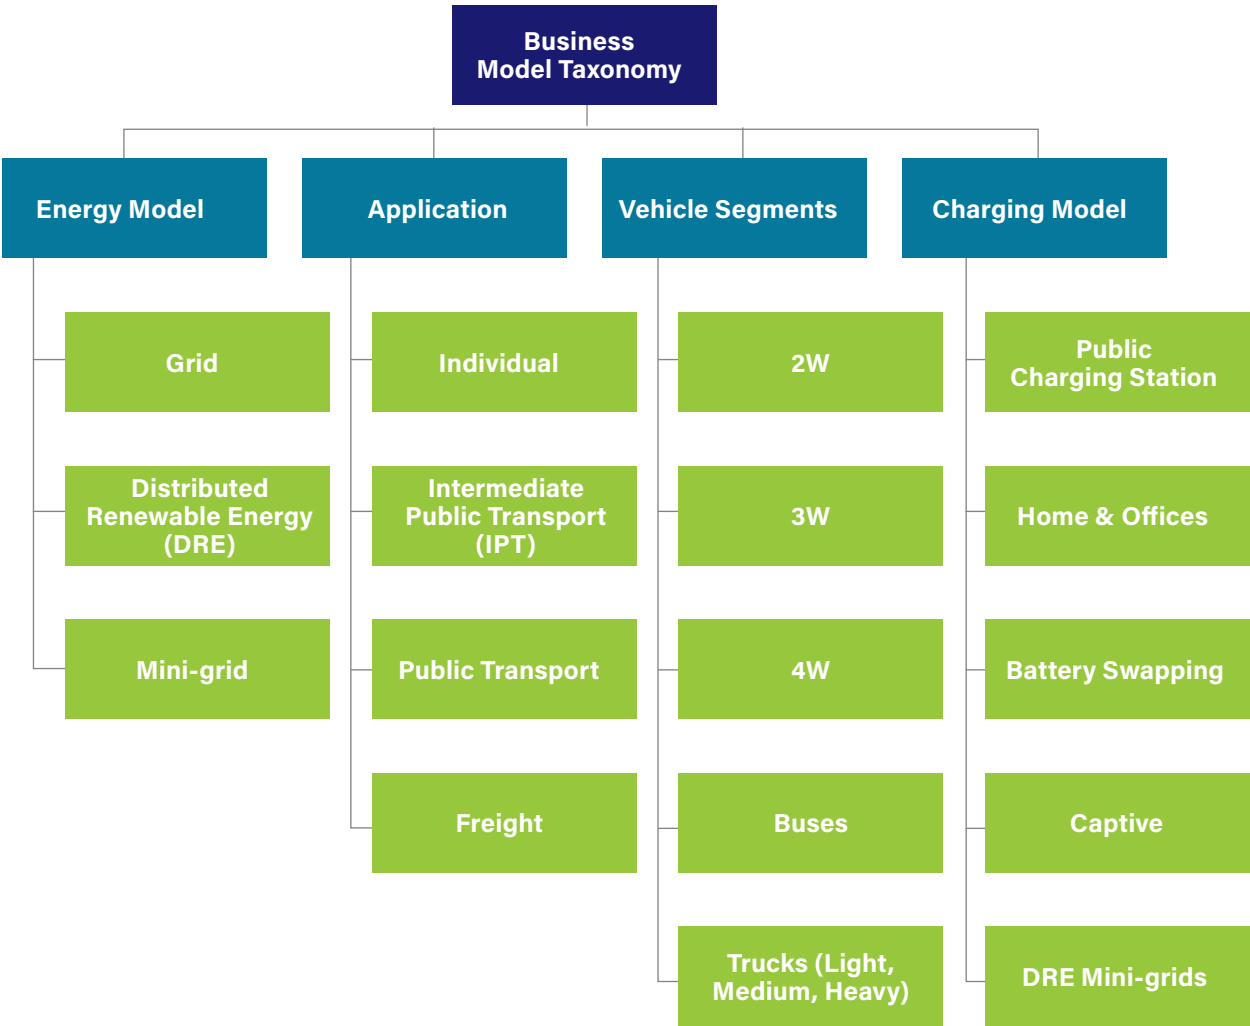 Business
Model Taxonomy
Energy Model
Application
Vehicle Segments
Charging Model
Grid
Individual
2W
Public
Charging Station
Distributed
Renewable Energy
(DRE)
Intermediate
Public Transport
(IPT)
3W
Home & Offices
Mini-grid
Public Transport
4W
Battery Swapping
Freight
Buses
Captive
Trucks (Light,
Medium, Heavy)
DRE Mini-grids